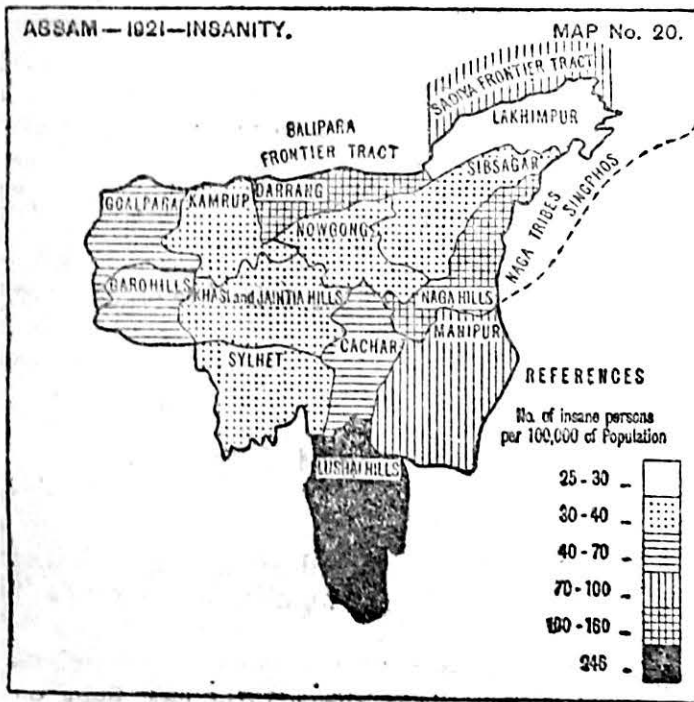 ASSAM — 1921 — INSANITY.
MAP No. 20.
SADIYA FRONTIER TRACT
LAKHIMPUR
BALIPARA
FRONTIER TRACT
SIBSAGAR
DARRANG
GOALPARA
KAMRUP
NOWGONGS
NAGA TRIBES
SINGPHOS
GARO HILLS
KHASI and JAINTIA HILLS
NAGA HILLS
MANIPUR
CACHAR
SYLHET
LUSHAI HILLS
REFERENCES
No. of insane persons
per 100,000 of Population
25 - 30
30 - 40
40 - 70
70 - 100
100 - 160
246